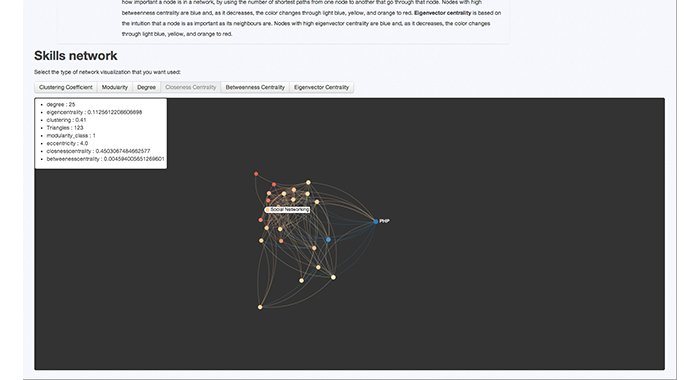 how important a node is in a network, by using the number of shortest paths from one node to another that go through that node. Nodes with high
betweenness centrality are blue and, as it decreases, the color changes through light blue, yellow, and orange to red. Eigenvector centrality is based on
the intuition that a node is as important as its neighbours are. Nodes with high eigenvector centrality are blue and, as it decreases, the color changes
through light blue, yellow, and orange to red.
Skills network
Select the type of network visualization that you want used:
Clustering Coefficient Modularity Degree Closeness Centrality Betweenness Centrality Eigenvector Centrality
degree : 25
eigencentrality : 0.1125612208606698
clustering : 0.41
Triangles : 123
modularity_class : 1
eccentricity : 4.0
closnesscentrality : 0.4503067484662577
betweenesscentrality : 0.004594005651269601
Social Networking
PHP